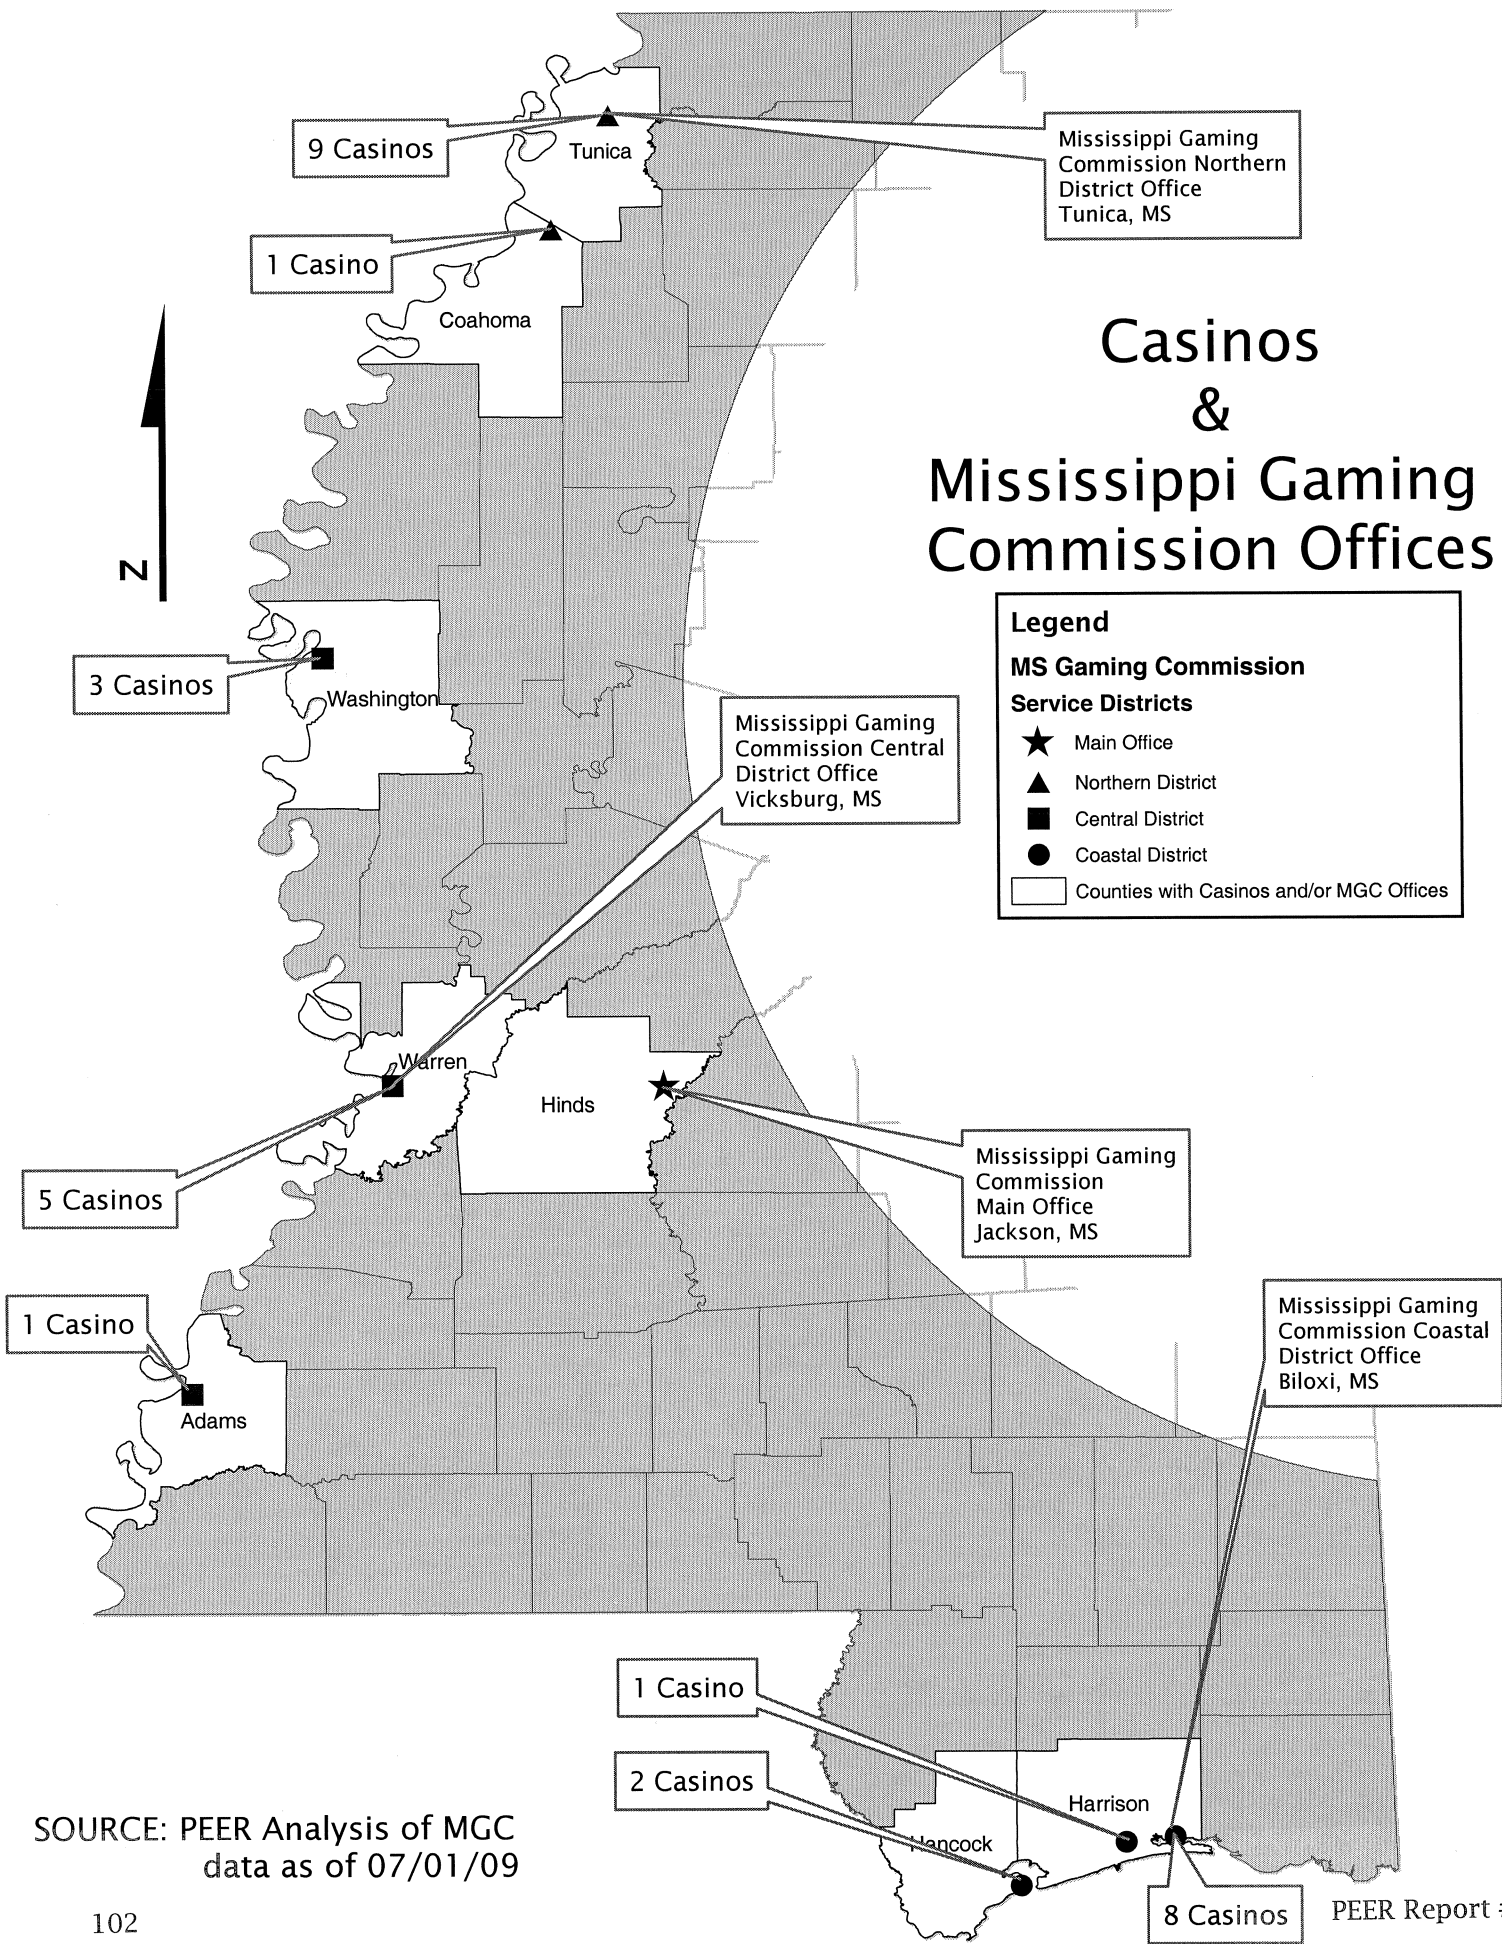 9 Casinos
Tunica
Mississippi Gaming
Commission Northern
District Office
Tunica, MS
1 Casino
Coahoma
Casinos
&
Mississippi Gaming
Commission Offices
N
Legend
MS Gaming Commission
Service Districts
Main Office
Northern District
Central District
Coastal District
Counties with Casinos and/or MGC Offices
3 Casinos
Washington
Mississippi Gaming
Commission Central
District Office
Vicksburg, MS
Warren
Hinds
5 Casinos
Mississippi Gaming
Commission
Main Office
Jackson, MS
1 Casino
Adams
Mississippi Gaming
Commission Coastal
District Office
Biloxi, MS
1 Casino
2 Casinos
Harrison
Hancock
8 Casinos
SOURCE: PEER Analysis of MGC
data as of 07/01/09
102
PEER Report #